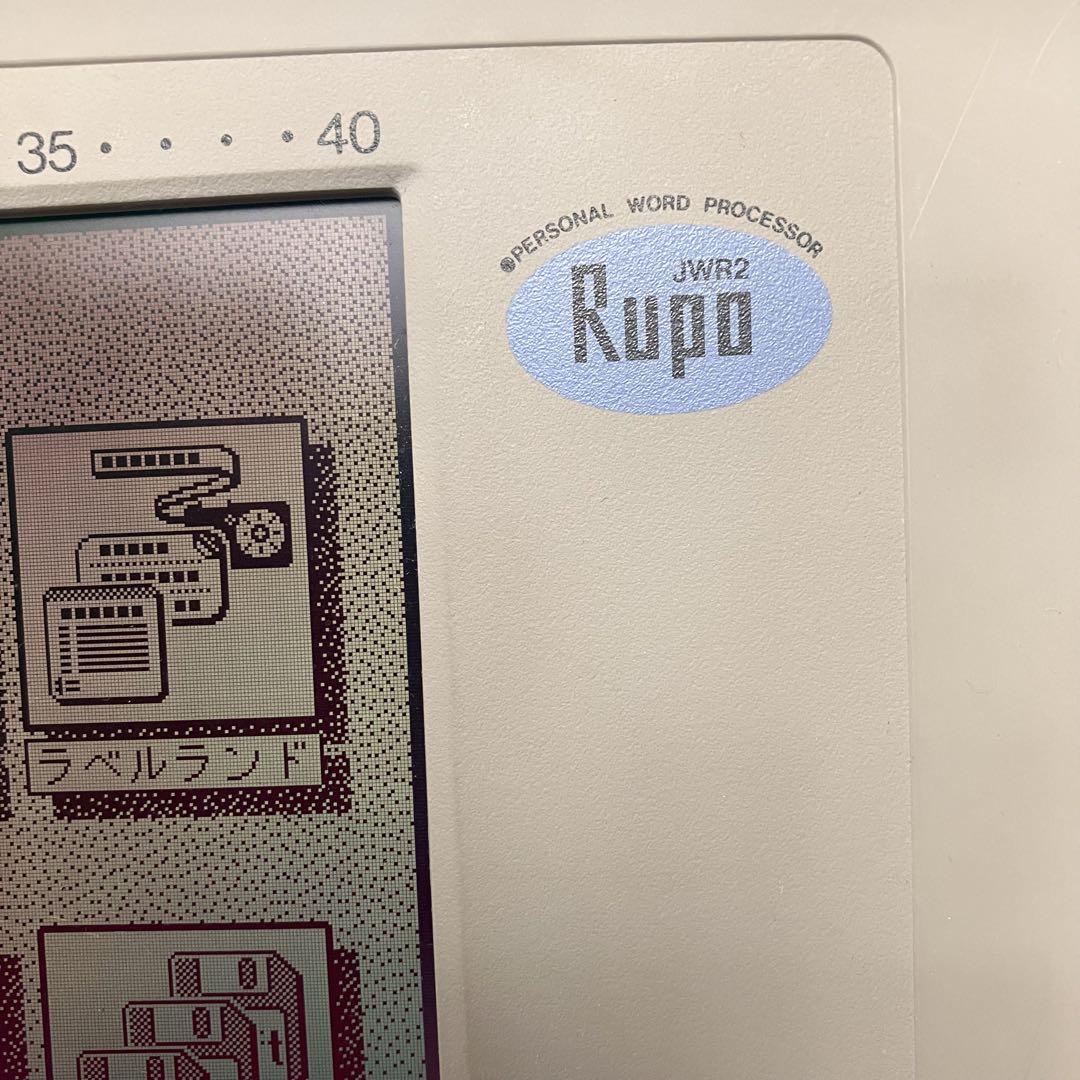 35 • • • • 40
PERSONAL WORD PROCESSOR
JWR2
Rupo
ラベルランド
t